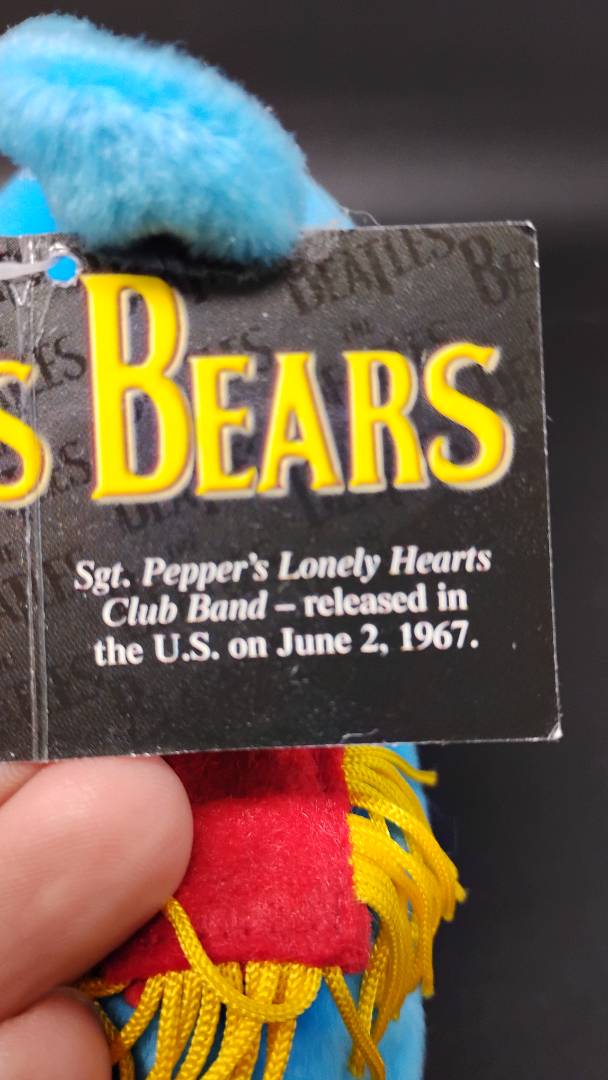 S BEARS
Sgt. Pepper's Lonely Hearts
Club Band – released in
the U.S. on June 2, 1967.